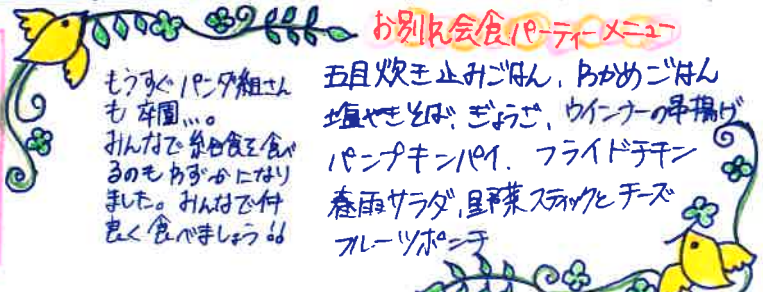 お別れ会食パーティーメニュー
もうすぐパンダ組さん
も卒園...。
みんなで給食を食べ
るのもわずかになり
ました。みんなで仲
良く食べましょう!!
五目炊き込みごはん、わかめごはん
塩やきそば、ぎょうざ、ウインナーの串揚げ
パンプキンパイ、フライドチキン
春雨サラダ、野菜スティックとチーズ
フルーツポンチ